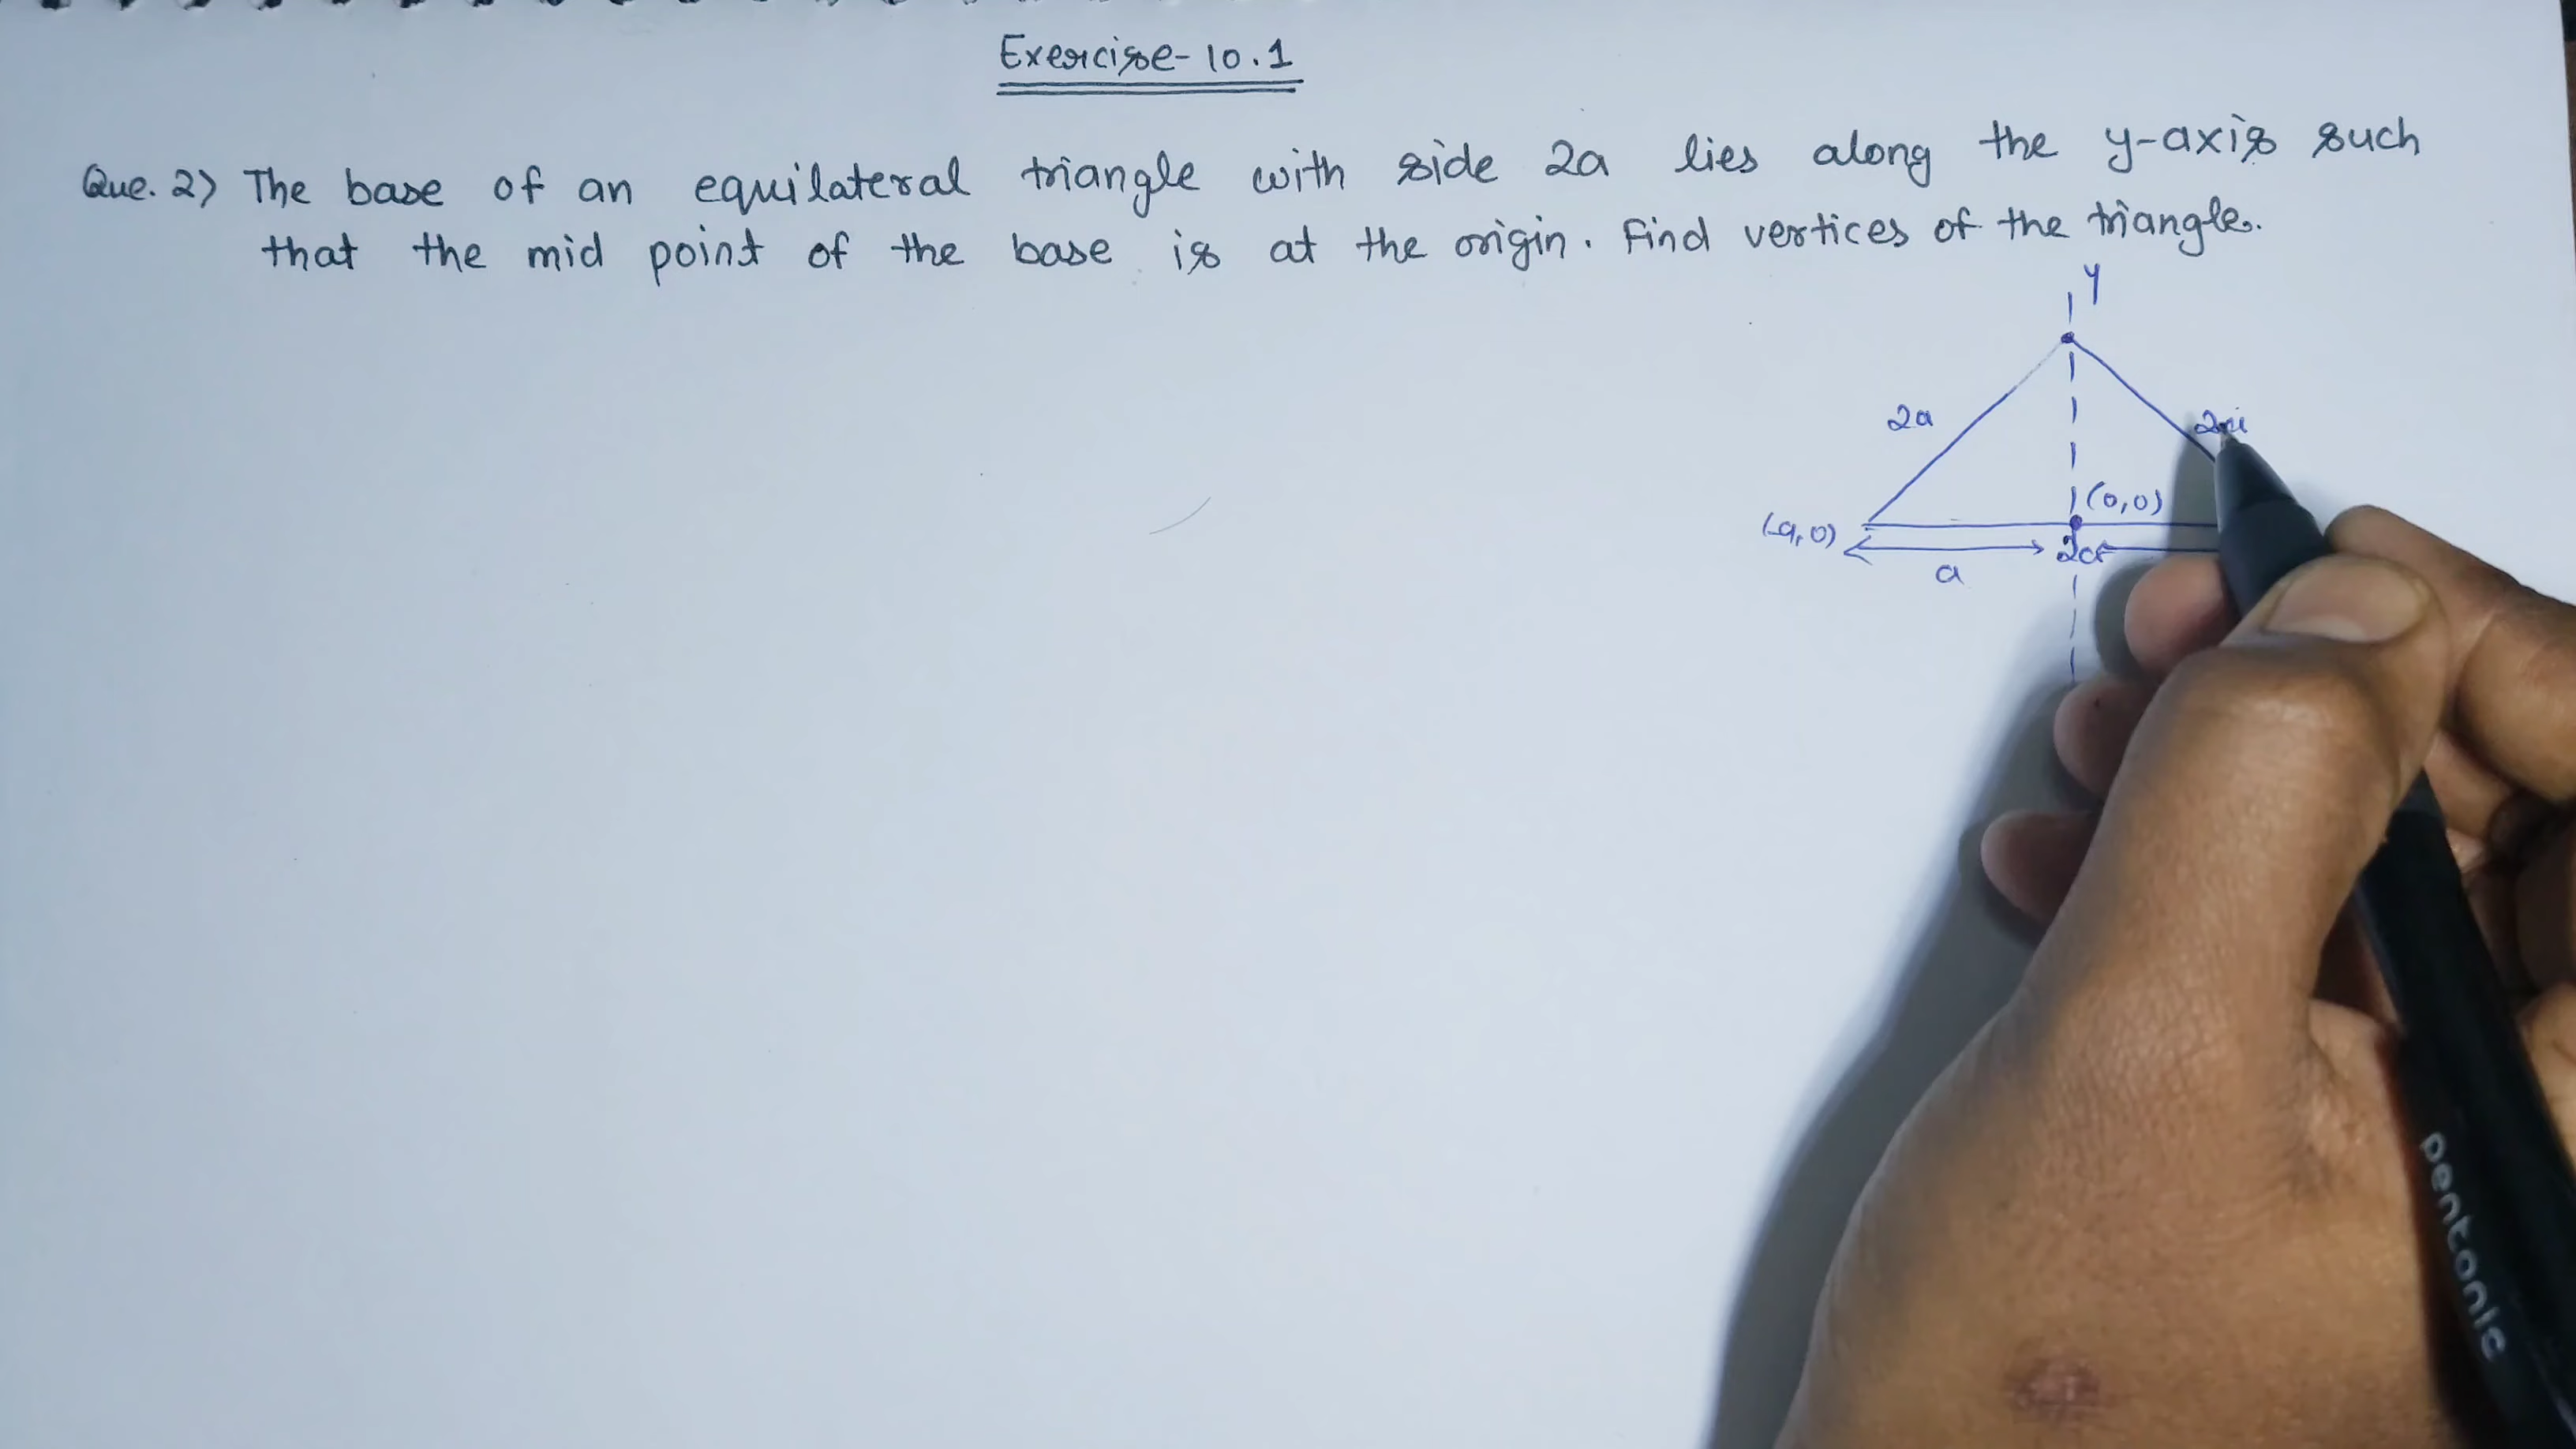 Exercise-10.1
Que. 2) The base of an equilateral triangle with side 2a lies along the y-axis such
that the mid point of the base is at the origin. Find vertices of the triangle.
y
2a
(0,0)
(-a,0)
a
pentonic